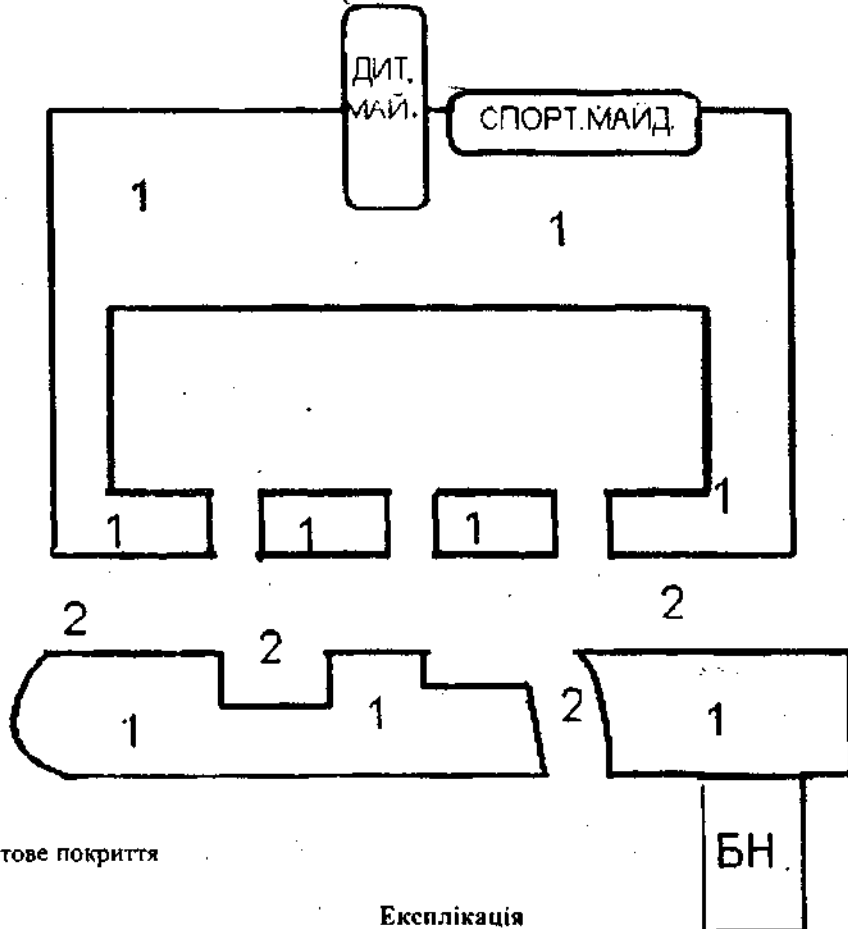 ДИТ.
МАЙ.
СПОРТ.МАЙД.
1
1
1
1
1
1
2
2
2
1
1
2
1
тове покриття
БН
Експлікація